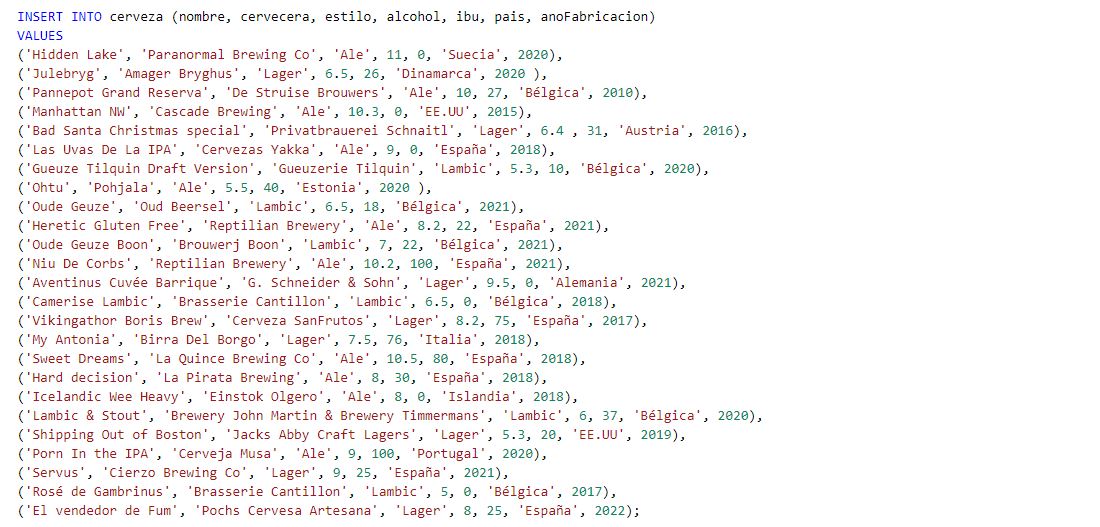 INSERT INTO cerveza (nombre, cervecera, estilo, alcohol, ibu, pais, anoFabricacion)
VALUES
('Hidden Lake', 'Paranormal Brewing Co', 'Ale', 11, 0, 'Suecia', 2020),
('Julebryg', 'Amager Bryghus', 'Lager', 6.5, 26, 'Dinamarca', 2020 ),
('Pannepot Grand Reserva', 'De Struise Brouwers', 'Ale', 10, 27, 'Bélgica', 2010),
('Manhattan NW', 'Cascade Brewing', 'Ale', 10.3, 0, 'EE.UU', 2015),
('Bad Santa Christmas special', 'Privatbrauerei Schnaitl', 'Lager', 6.4 , 31, 'Austria', 2016),
('Las Uvas De La IPA', 'Cervezas Yakka', 'Ale', 9, 0, 'España', 2018),
('Gueuze Tilquin Draft Version', 'Gueuzerie Tilquin', 'Lambic', 5.3, 10, 'Bélgica', 2020),
('Ohtu', 'Pohjala', 'Ale', 5.5, 40, 'Estonia', 2020 ),
('Oude Geuze', 'Oud Beersel', 'Lambic', 6.5, 18, 'Bélgica', 2021),
('Heretic Gluten Free', 'Reptilian Brewery', 'Ale', 8.2, 22, 'España', 2021),
('Oude Geuze Boon', 'Brouwerj Boon', 'Lambic', 7, 22, 'Bélgica', 2021),
('Niu De Corbs', 'Reptilian Brewery', 'Ale', 10.2, 100, 'España', 2021),
('Aventinus Cuvée Barrique', 'G. Schneider & Sohn', 'Lager', 9.5, 0, 'Alemania', 2021),
('Camerise Lambic', 'Brasserie Cantillon', 'Lambic', 6.5, 0, 'Bélgica', 2018),
('Vikingathor Boris Brew', 'Cerveza SanFrutos', 'Lager', 8.2, 75, 'España', 2017),
('My Antonia', 'Birra Del Borgo', 'Lager', 7.5, 76, 'Italia', 2018),
('Sweet Dreams', 'La Quince Brewing Co', 'Ale', 10.5, 80, 'España', 2018),
('Hard decision', 'La Pirata Brewing', 'Ale', 8, 30, 'España', 2018),
('Icelandic Wee Heavy', 'Einstok Olgero', 'Ale', 8, 0, 'Islandia', 2018),
('Lambic & Stout', 'Brewery John Martin & Brewery Timmermans', 'Lambic', 6, 37, 'Bélgica', 2020),
('Shipping Out of Boston', 'Jacks Abby Craft Lagers', 'Lager', 5.3, 20, 'EE.UU', 2019),
('Porn In the IPA', 'Cerveja Musa', 'Ale', 9, 100, 'Portugal', 2020),
('Servus', 'Cierzo Brewing Co', 'Lager', 9, 25, 'España', 2021),
('Rosé de Gambrinus', 'Brasserie Cantillon', 'Lambic', 5, 0, 'Bélgica', 2017),
('El vendedor de Fum', 'Pochs Cervesa Artesana', 'Lager', 8, 25, 'España', 2022);